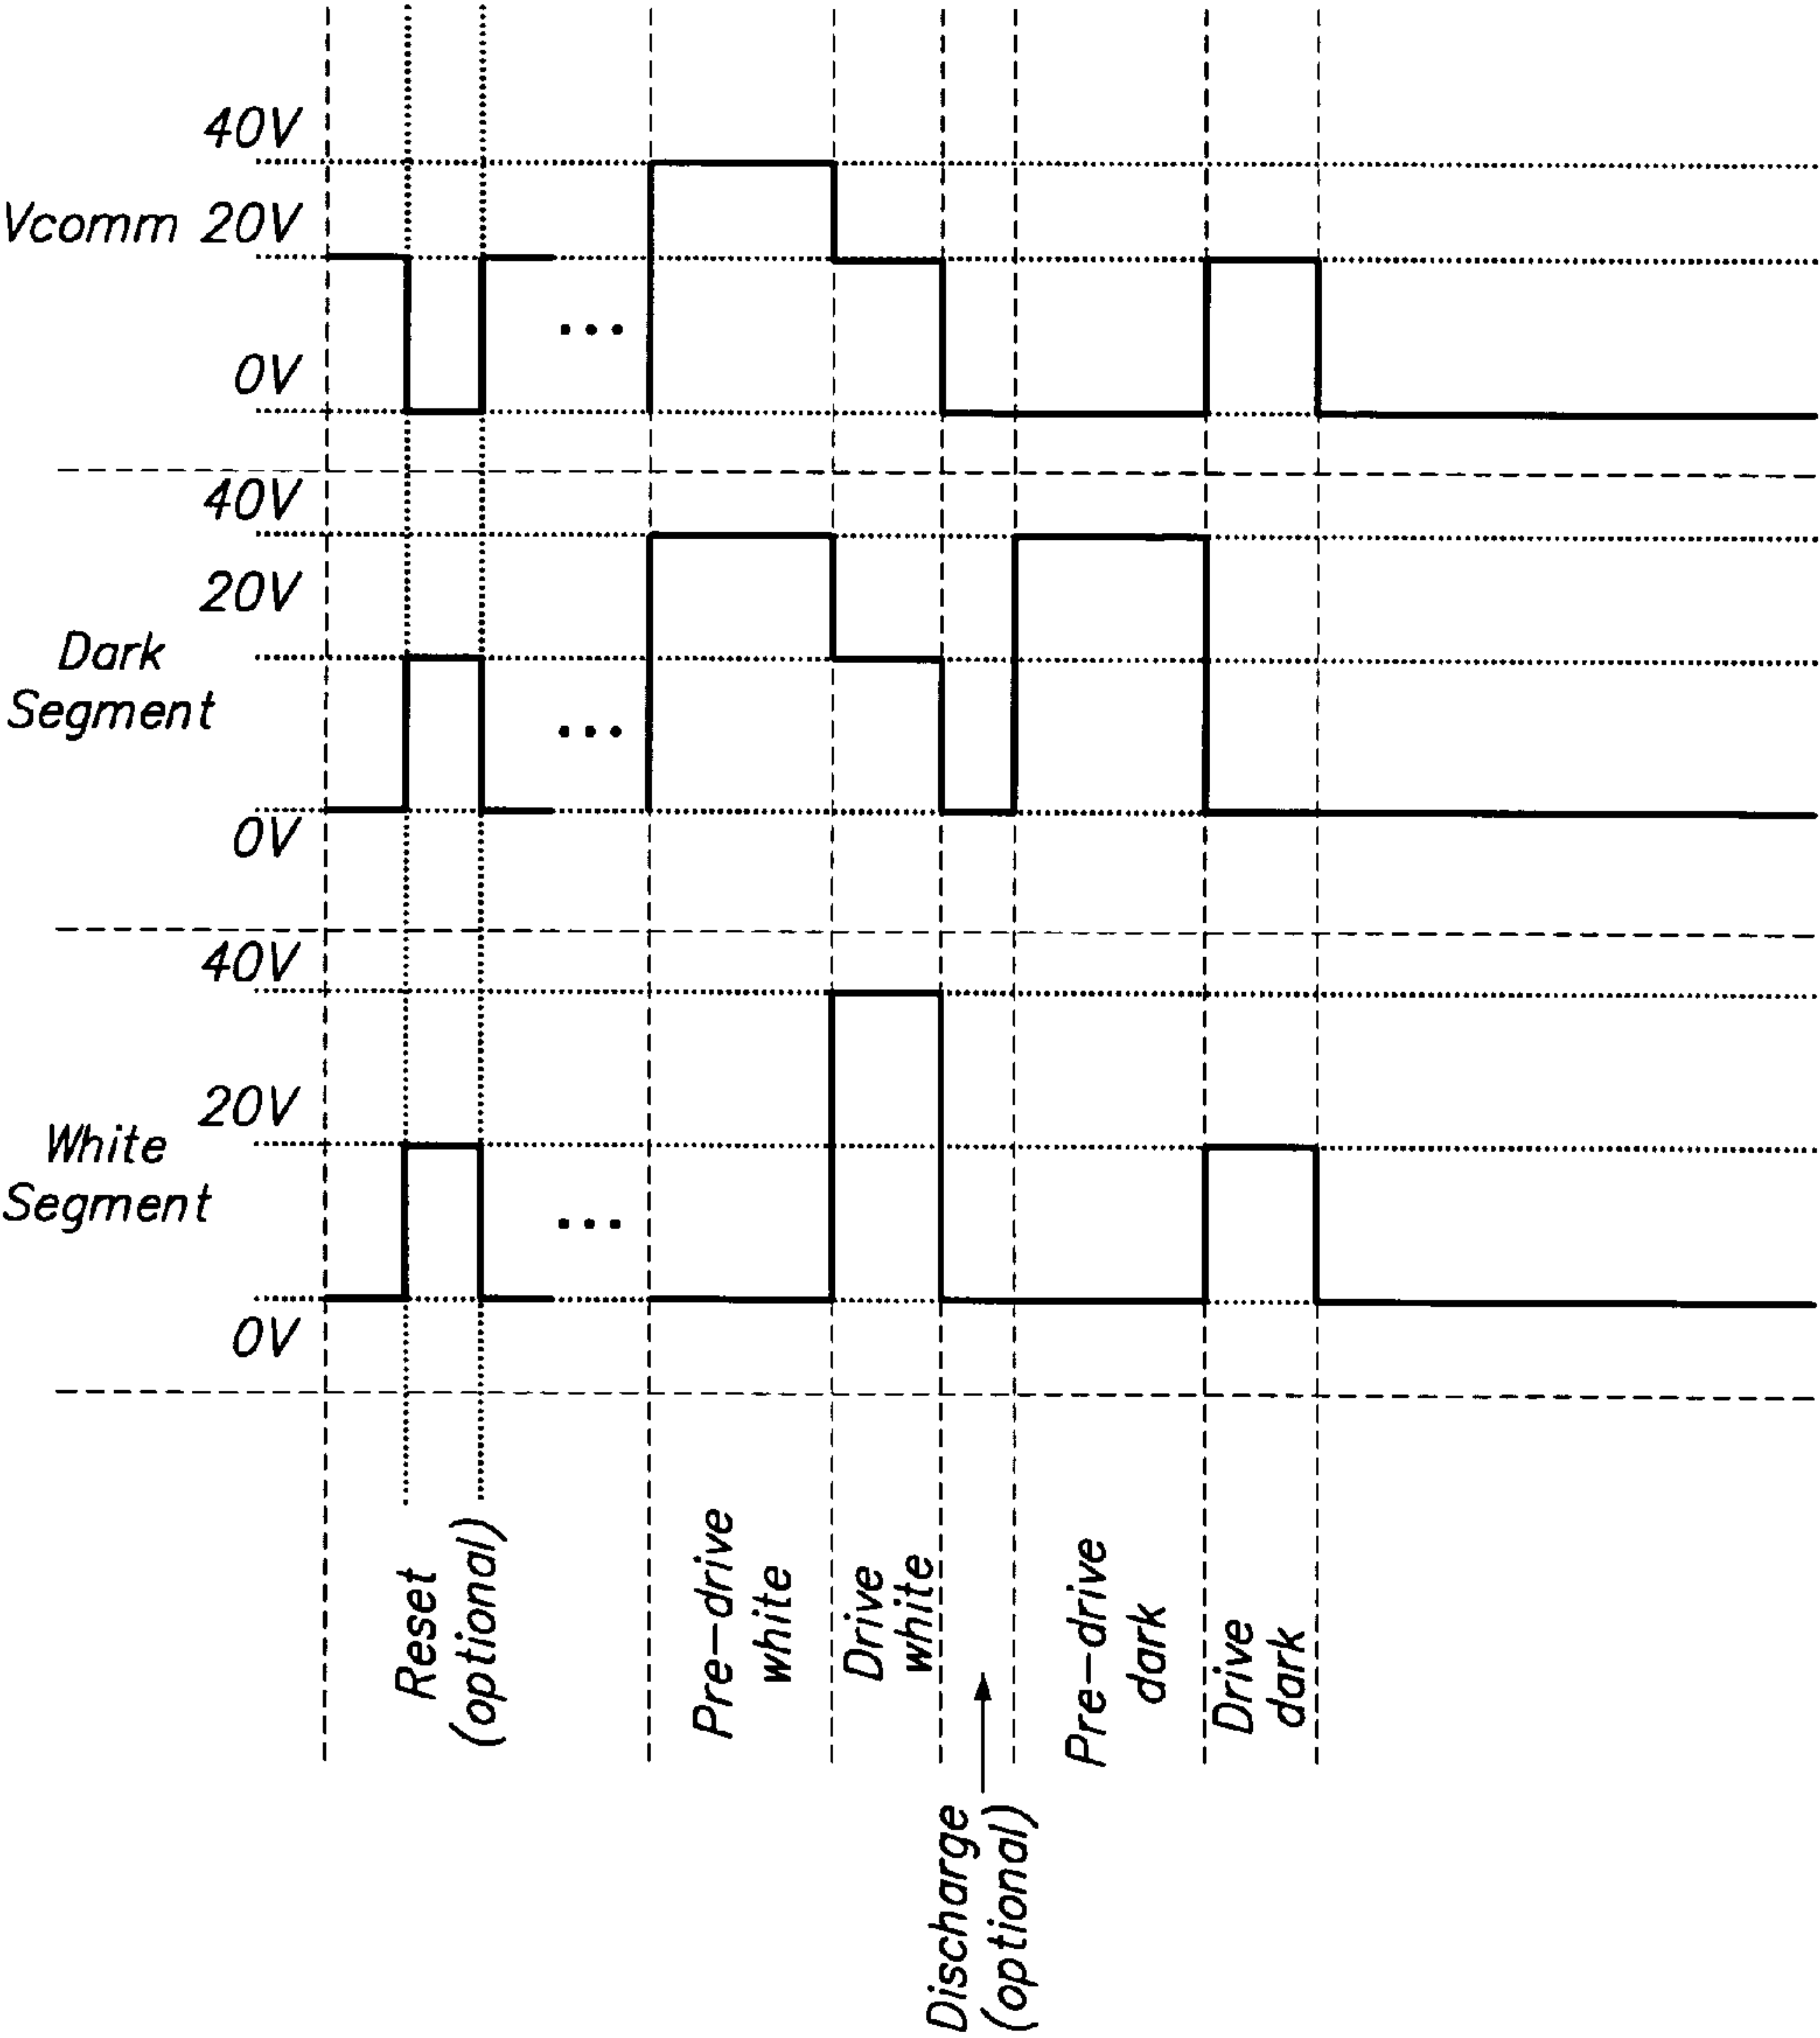 40V
Vcomm 20V
0V
40V
20V
Dark
Segment
0V
40V
20V
White
Segment
0V
Reset
(optional)
Pre-drive
white
Drive
white
Discharge
(optional)
Pre-drive
dark
Drive
dark